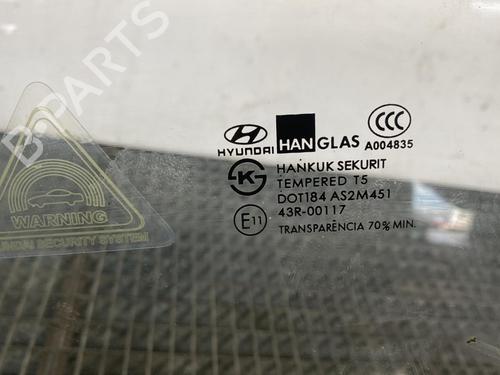 B-PARTS
HYUNDAI HANGLAS A004835
HANKUK SEKURIT
TEMPERED T5
DOT184 AS2M451
E11 43R-00117
TRANSPARÊNCIA 70% MIN.
WARNING
HYUNDAI SECURITY SYSTEM